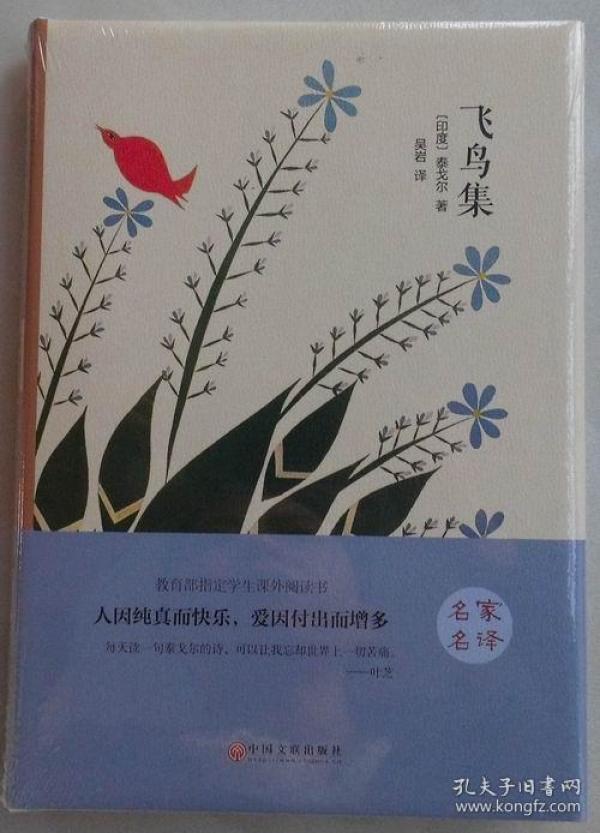 飞鸟集
［印度］泰戈尔 著
吴岩 译
教育部指定学生课外阅读书
人因纯真而快乐，爱因付出而增多
每天读一句泰戈尔的诗，可以让我忘却世界上一切苦痛。
——叶芝
名家
名译
中国文联出版社
孔夫子旧书网
www.kongfz.com